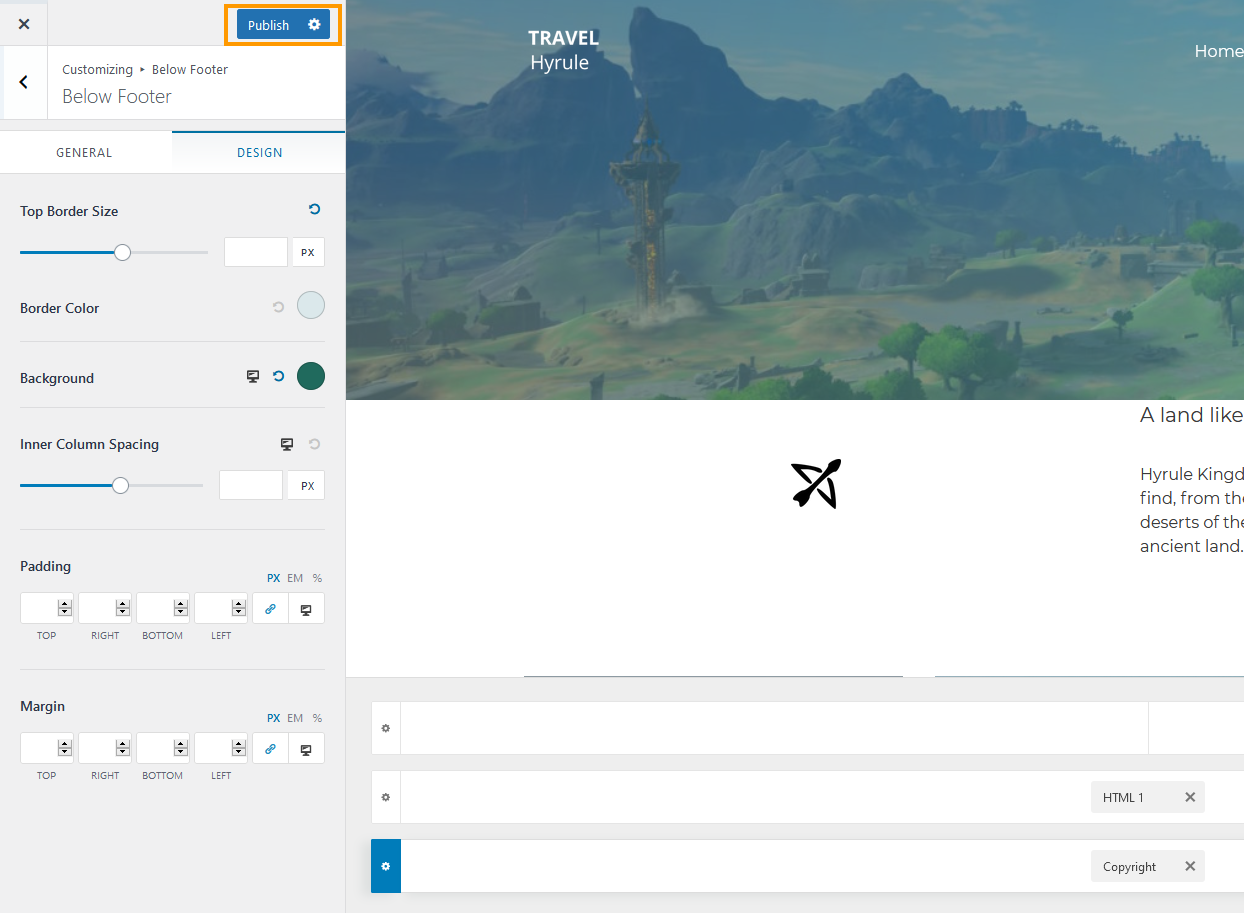 Publish
Customizing ▸ Below Footer
Below Footer
GENERAL
DESIGN
Top Border Size
PX
Border Color
Background
Inner Column Spacing
PX
Padding
PX EM %
TOP RIGHT BOTTOM LEFT
Margin
PX EM %
TOP RIGHT BOTTOM LEFT
TRAVEL
Hyrule
Home
A land like
Hyrule Kingd
find, from the
deserts of the
ancient land.
HTML 1
Copyright